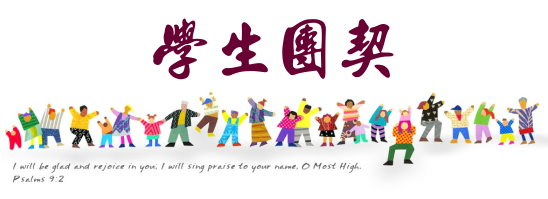 學生團契
I will be glad and rejoice in you, I will sing praise to your name, O Most High.
Psalms 9:2